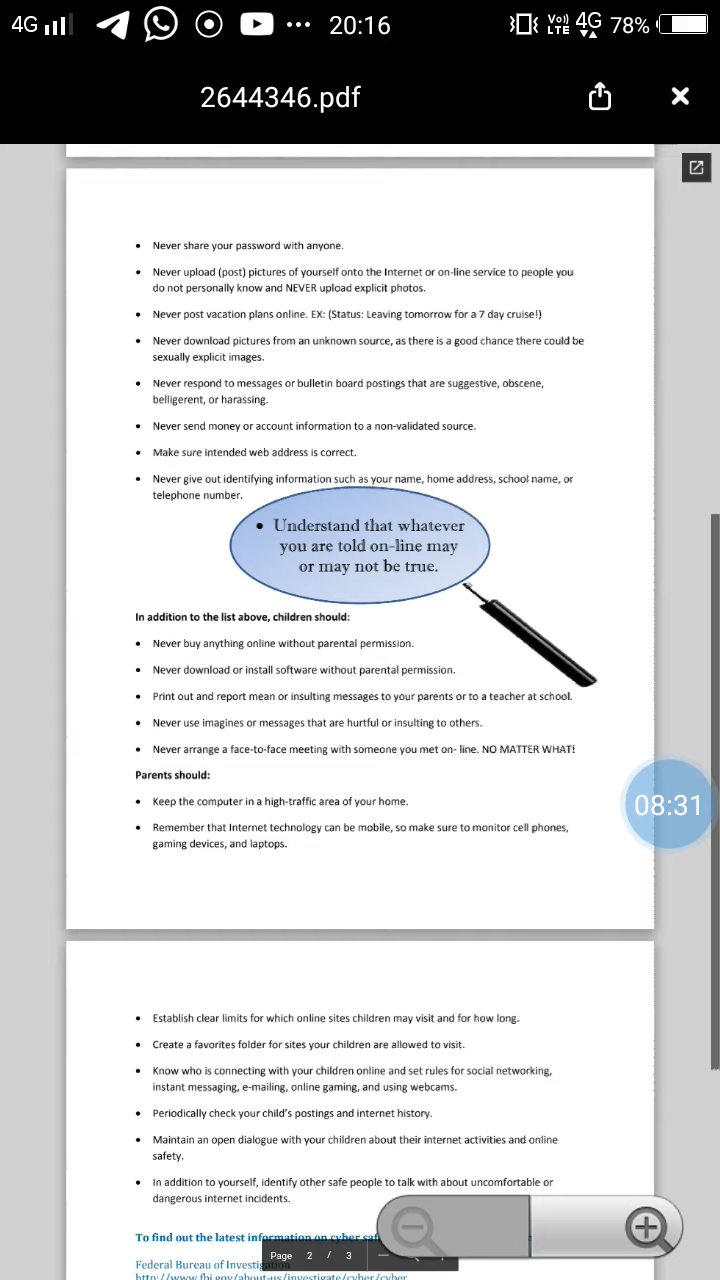 4G 20:16 Vo)) LTE 4G 78%
2644346.pdf
• Never share your password with anyone.
• Never upload (post) pictures of yourself onto the Internet or on-line service to people you
do not personally know and NEVER upload explicit photos.
• Never post vacation plans online. EX: (Status: Leaving tomorrow for a 7 day cruise!)
• Never download pictures from an unknown source, as there is a good chance there could be
sexually explicit images.
• Never respond to messages or bulletin board postings that are suggestive, obscene,
belligerent, or harassing.
• Never send money or account information to a non-validated source.
• Make sure intended web address is correct.
• Never give out identifying information such as your name, home address, school name, or
telephone number.
• Understand that whatever
you are told on-line may
or may not be true.
In addition to the list above, children should:
• Never buy anything online without parental permission.
• Never download or install software without parental permission.
• Print out and report mean or insulting messages to your parents or to a teacher at school.
• Never use imagines or messages that are hurtful or insulting to others.
• Never arrange a face-to-face meeting with someone you met on- line. NO MATTER WHAT!
Parents should:
• Keep the computer in a high-traffic area of your home.
08:31
• Remember that Internet technology can be mobile, so make sure to monitor cell phones,
gaming devices, and laptops.
• Establish clear limits for which online sites children may visit and for how long.
• Create a favorites folder for sites your children are allowed to visit.
• Know who is connecting with your children online and set rules for social networking,
instant messaging, e-mailing, online gaming, and using webcams.
• Periodically check your child's postings and internet history.
• Maintain an open dialogue with your children about their internet activities and online
safety.
• In addition to yourself, identify other safe people to talk with about uncomfortable or
dangerous internet incidents.
To find out the latest information on cyber
Page 2 / 3
Federal Bureau of
http://www.fbi.gov/about-us/investigate/cyber/cyber